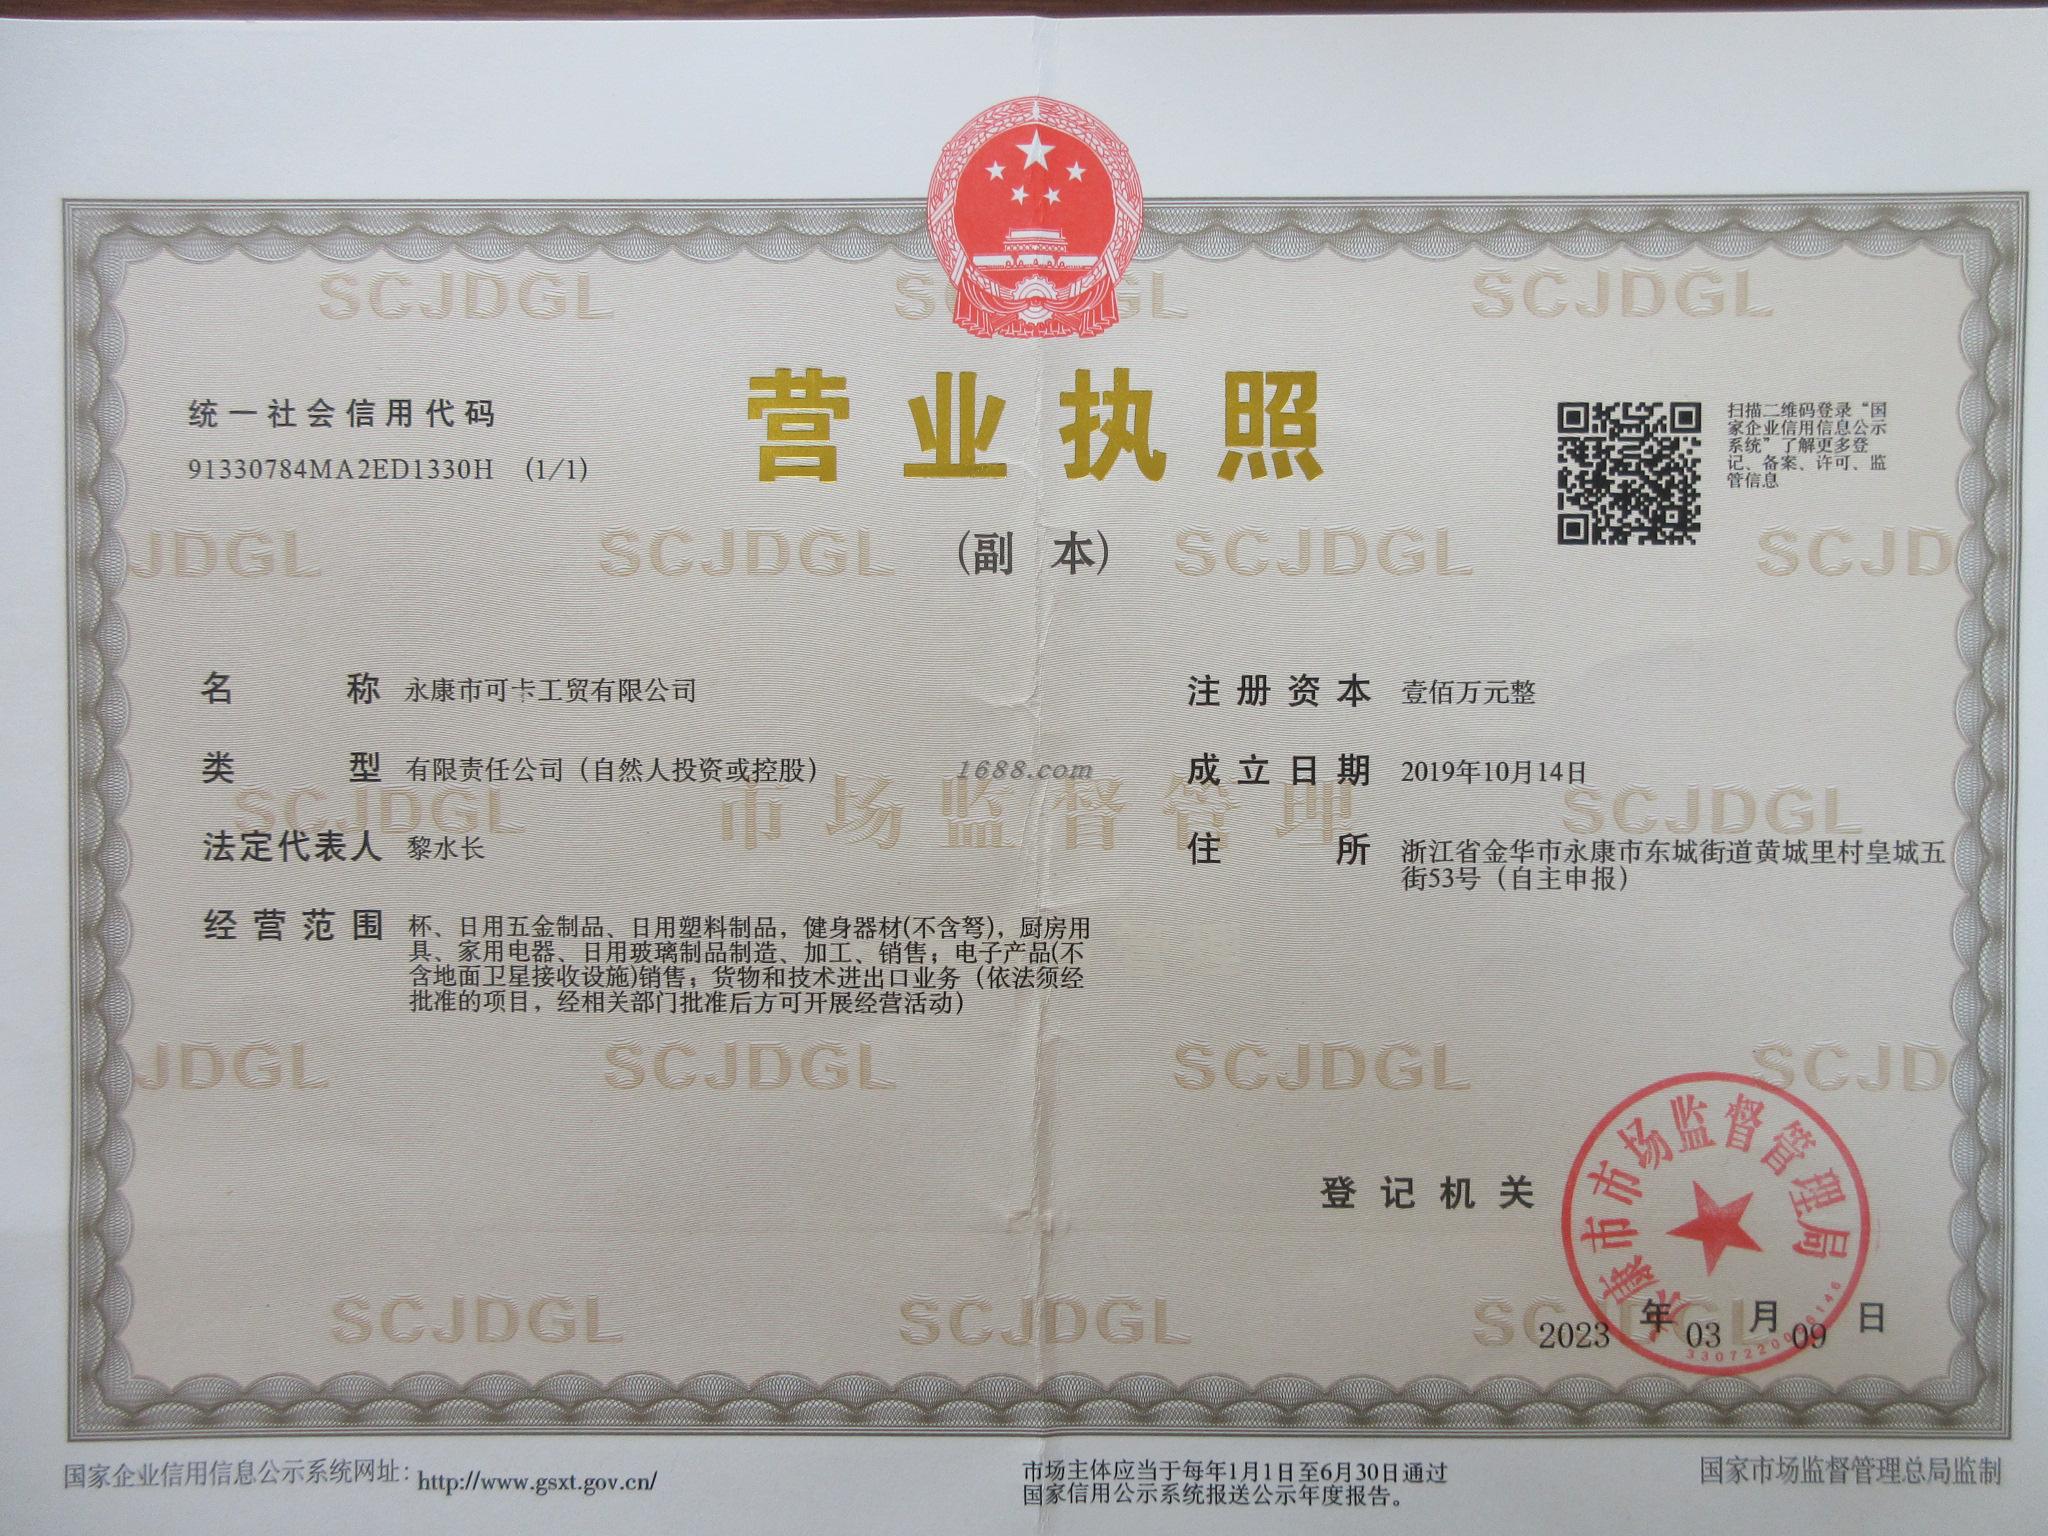 营业执照
(副 本)
统一社会信用代码
91330784MA2ED1330H (1/1)
扫描二维码登录“国
家企业信用信息公示
系统”了解更多登
记、备案、许可、监
管信息
名称 永康市可卡工贸有限公司
类型 有限责任公司（自然人投资或控股）
法定代表人 黎水长
经营范围 杯、日用五金制品、日用塑料制品，健身器材(不含弩)，厨房用
具、家用电器、日用玻璃制品制造、加工、销售；电子产品(不
含地面卫星接收设施)销售；货物和技术进出口业务（依法须经
批准的项目，经相关部门批准后方可开展经营活动）
注册资本 壹佰万元整
成立日期 2019年10月14日
住所 浙江省金华市永康市东城街道黄城里村皇城五
街53号（自主申报）
1688.com
市场监督管理
SCJDGL
登记机关
永康市市场监督管理局
2023年03月09日
国家企业信用信息公示系统网址：http://www.gsxt.gov.cn/
市场主体应当于每年1月1日至6月30日通过
国家信用公示系统报送公示年度报告。
国家市场监督管理总局监制